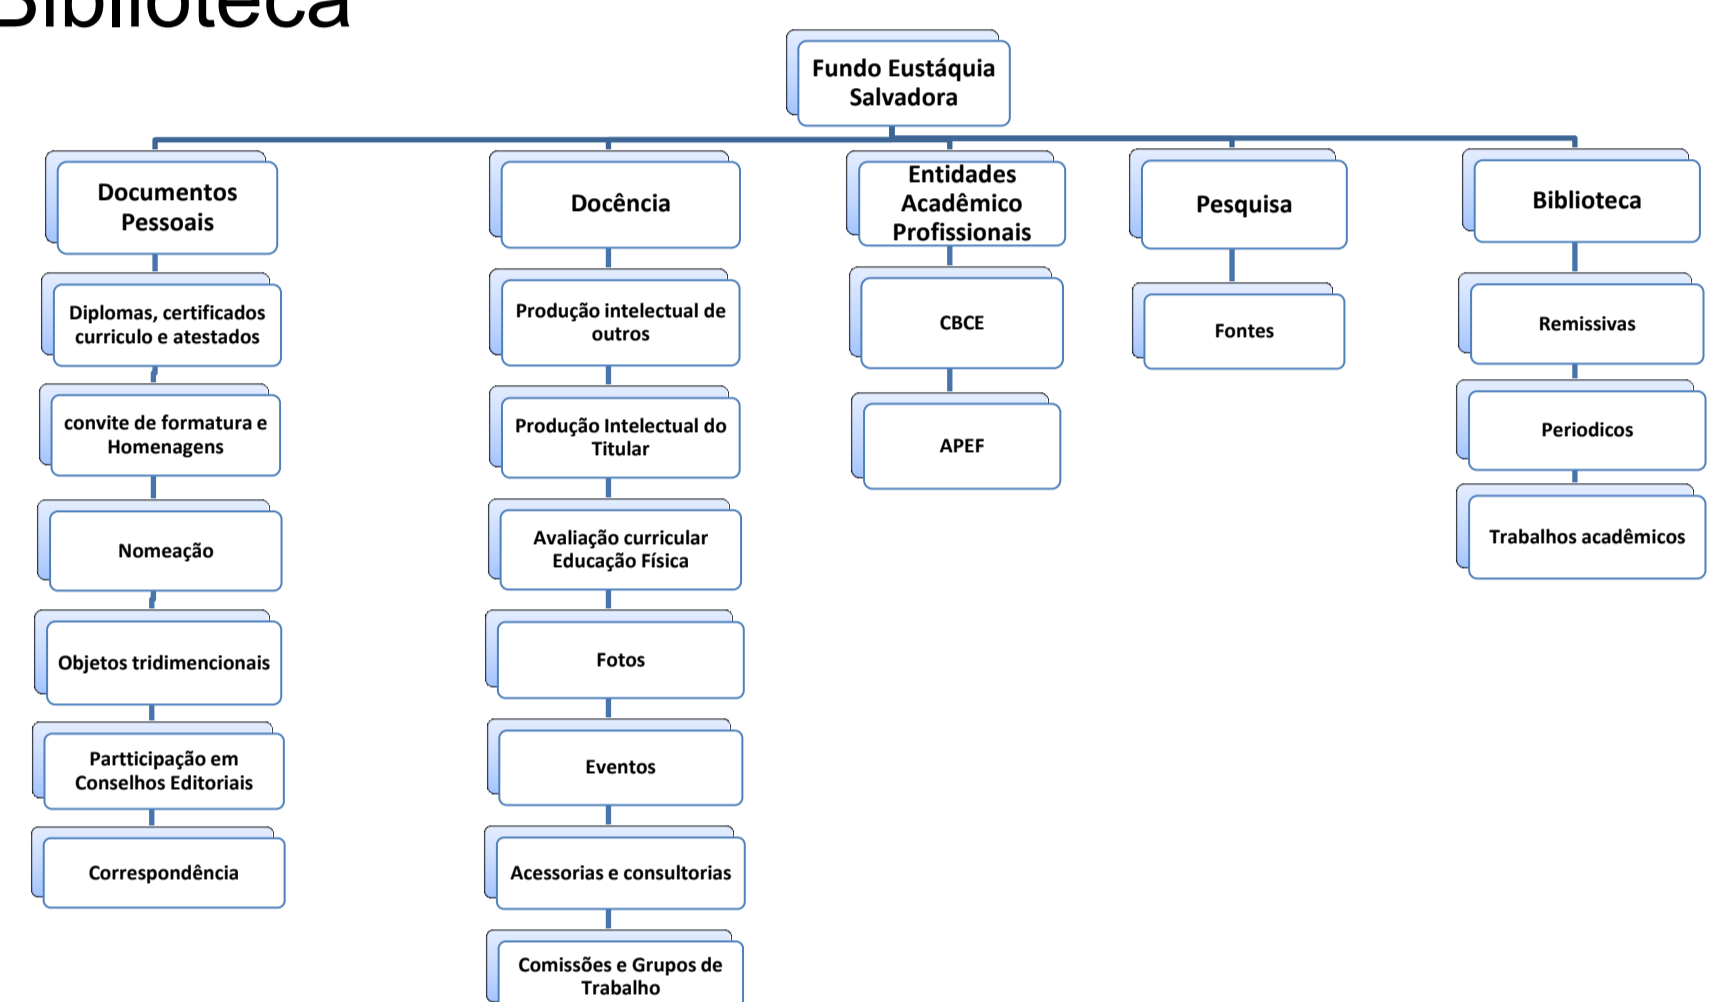 Biblioteca
Fundo Eustáquia
Salvadora
Documentos
Pessoais
Diplomas, certificados
curriculo e atestados
convite de formatura e
Homenagens
Nomeação
Objetos tridimencionais
Partticipação em
Conselhos Editoriais
Correspondência
Docência
Produção intelectual de
outros
Produção Intelectual do
Titular
Avaliação curricular
Educação Física
Fotos
Eventos
Acessorias e consultorias
Comissões e Grupos de
Trabalho
Entidades
Acadêmico
Profissionais
CBCE
APEF
Pesquisa
Fontes
Biblioteca
Remissivas
Periodicos
Trabalhos acadêmicos